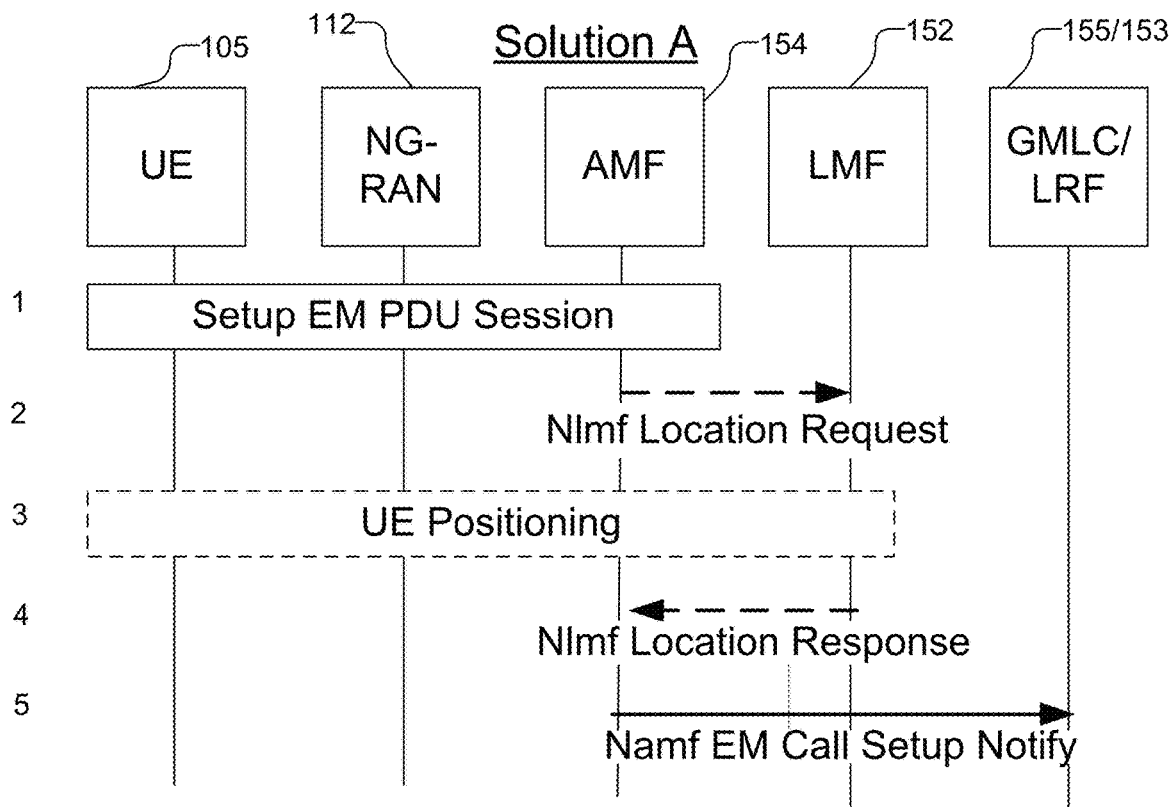 Solution A
105
112
154
152
155/153
UE
NG-
RAN
AMF
LMF
GMLC/
LRF
1
Setup EM PDU Session
2
Nlmf Location Request
3
UE Positioning
4
Nlmf Location Response
5
Namf EM Call Setup Notify